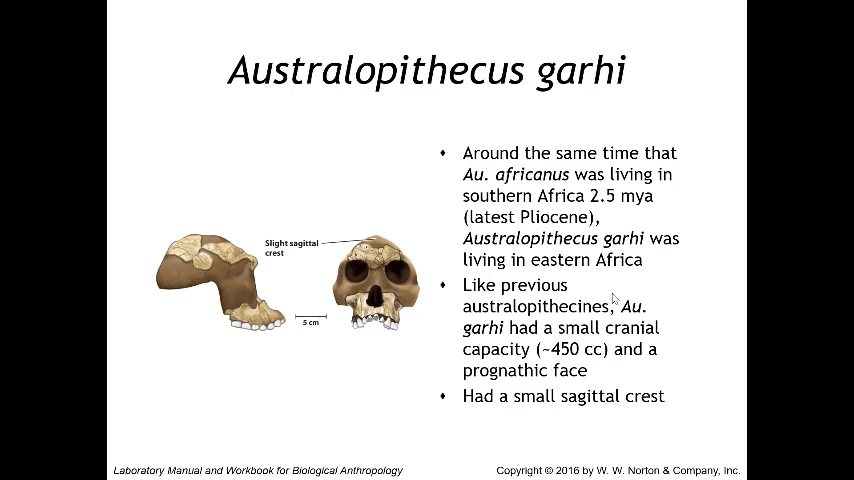 Australopithecus garhi
Slight sagittal
crest
5 cm
♦ Around the same time that
Au. africanus was living in
southern Africa 2.5 mya
(latest Pliocene),
Australopithecus garhi was
living in eastern Africa
♦ Like previous
australopithecines, Au.
garhi had a small cranial
capacity (~450 cc) and a
prognathic face
♦ Had a small sagittal crest
Laboratory Manual and Workbook for Biological Anthropology
Copyright © 2016 by W. W. Norton & Company, Inc.